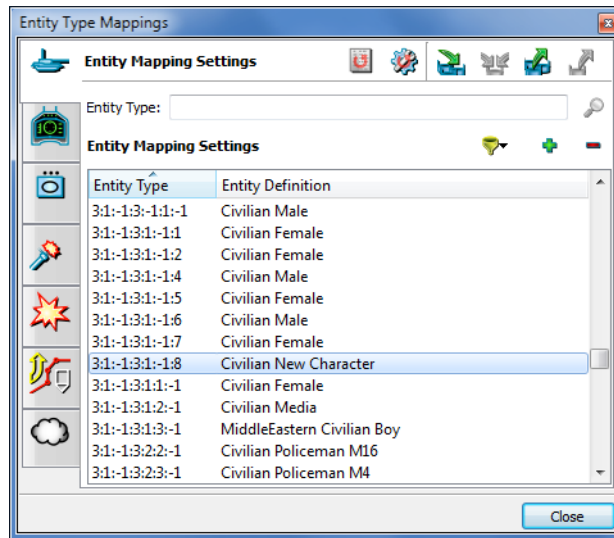 Entity Type Mappings
Entity Mapping Settings
Entity Type:
Entity Mapping Settings
Entity Type Entity Definition
3:1:-1:3:-1:1:-1 Civilian Male
3:1:-1:3:1:-1:1 Civilian Female
3:1:-1:3:1:-1:2 Civilian Female
3:1:-1:3:1:-1:4 Civilian Male
3:1:-1:3:1:-1:5 Civilian Female
3:1:-1:3:1:-1:6 Civilian Male
3:1:-1:3:1:-1:7 Civilian Female
3:1:-1:3:1:-1:8 Civilian New Character
3:1:-1:3:1:1:-1 Civilian Female
3:1:-1:3:1:2:-1 Civilian Media
3:1:-1:3:1:3:-1 MiddleEastern Civilian Boy
3:1:-1:3:2:2:-1 Civilian Policeman M16
3:1:-1:3:2:3:-1 Civilian Policeman M4
Close